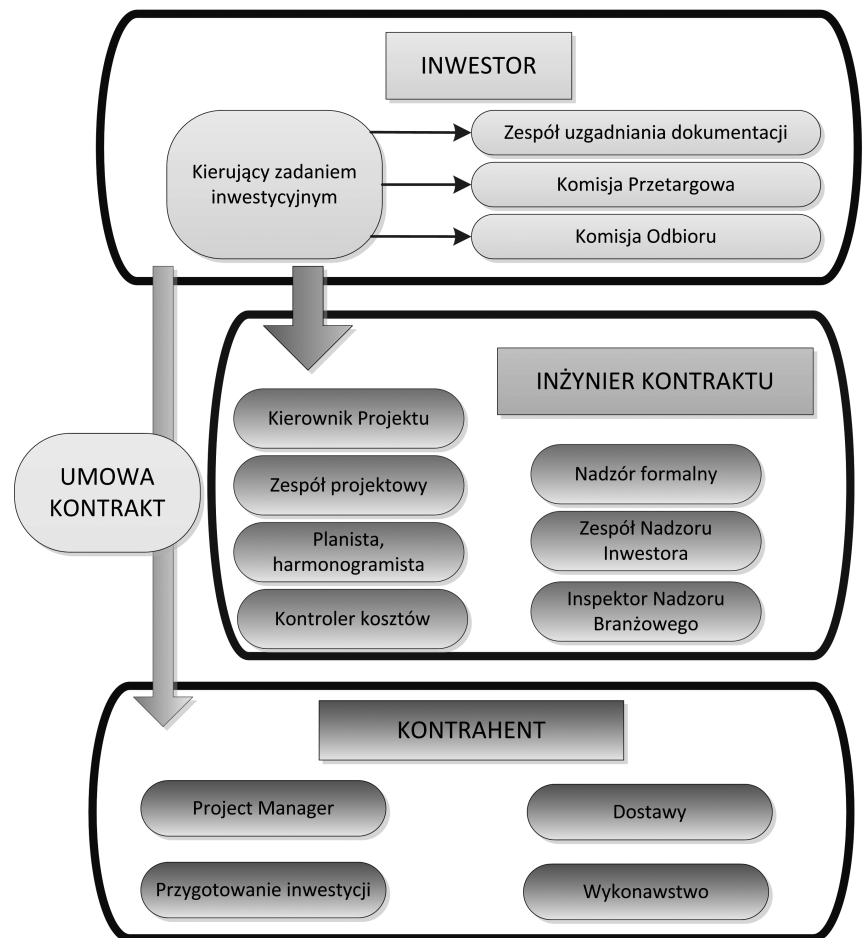 INWESTOR
Kierujący zadaniem
inwestycyjnym
Zespół uzgadniania dokumentacji
Komisja Przetargowa
Komisja Odbioru
INŻYNIER KONTRAKTU
Kierownik Projektu
Zespół projektowy
Planista,
harmonogramista
Kontroler kosztów
Nadzór formalny
Zespół Nadzoru
Inwestora
Inspektor Nadzoru
Branżowego
UMOWA
KONTRAKT
KONTRAHENT
Project Manager
Przygotowanie inwestycji
Dostawy
Wykonawstwo